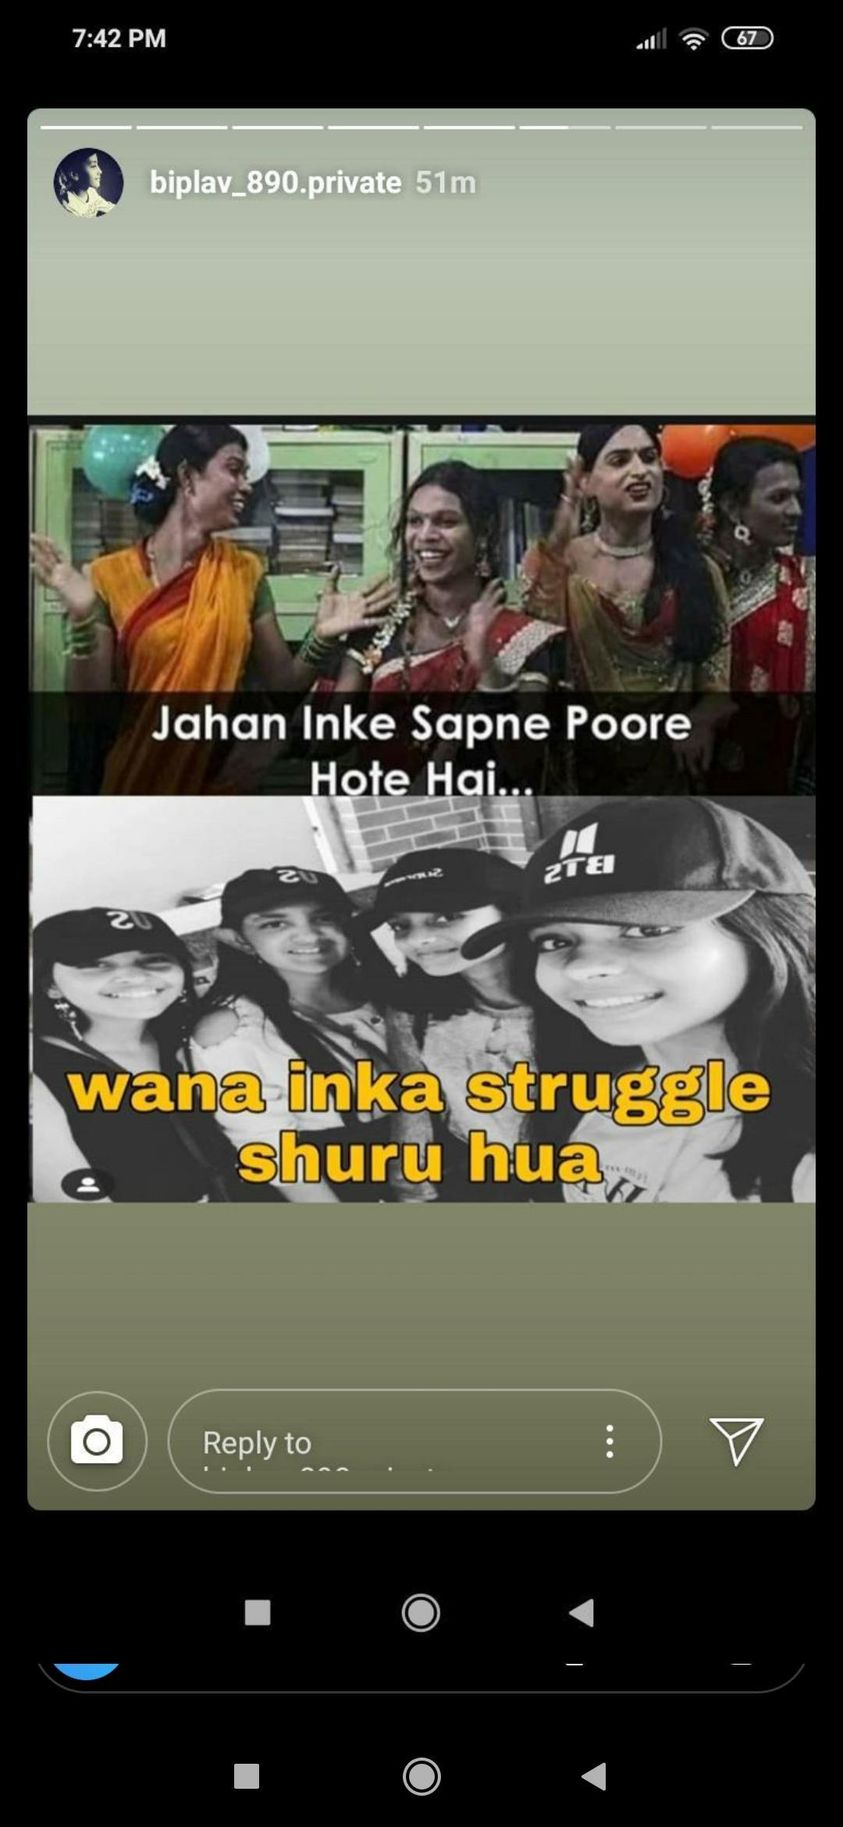 7:42 PM
67
biplav_890.private 51m
Jahan Inke Sapne Poore
Hote Hai...
BTS
wana inka struggle
shuru hua
Reply to